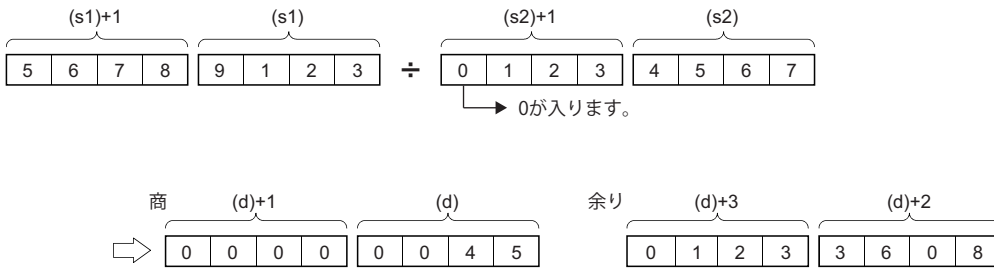 (s1)+1 (s1) (s2)+1 (s2)
5 6 7 8 9 1 2 3 ÷ 0 1 2 3 4 5 6 7
0が入ります。
商 (d)+1 (d) 余り (d)+3 (d)+2
0 0 0 0 0 0 4 5 0 1 2 3 3 6 0 8